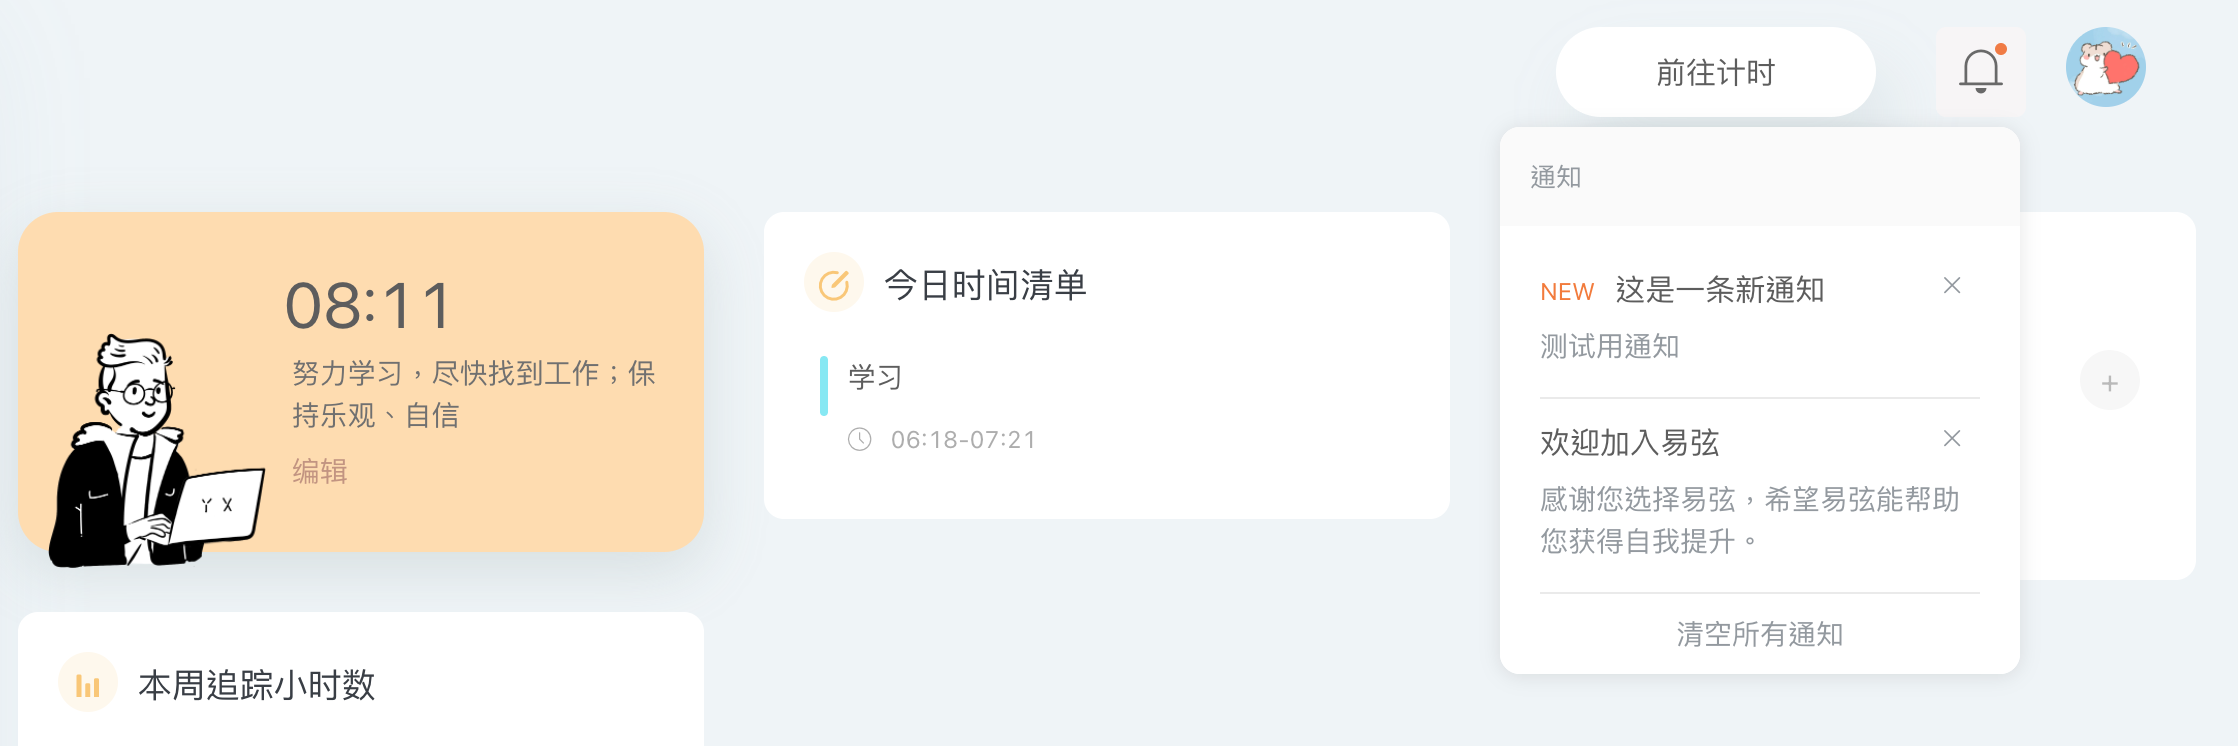 前往计时
通知
08:11
努力学习，尽快找到工作；保
持乐观、自信
编辑
Y X
今日时间清单
学习
06:18-07:21
NEW 这是一条新通知
测试用通知
欢迎加入易弦
感谢您选择易弦，希望易弦能帮助
您获得自我提升。
清空所有通知
本周追踪小时数